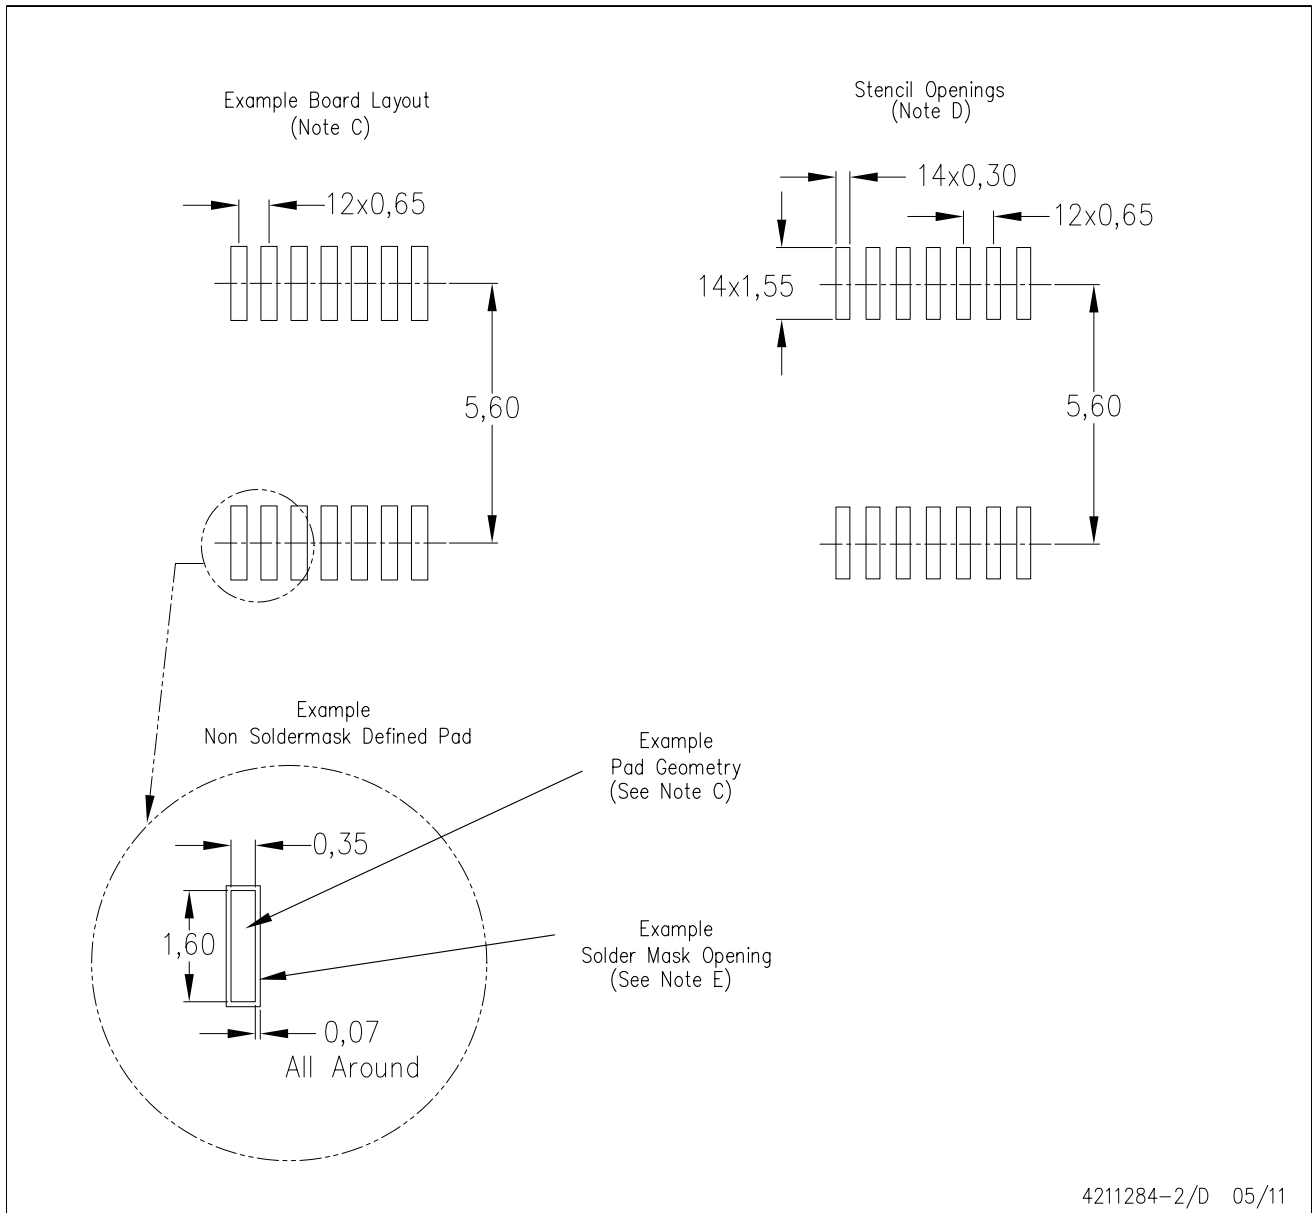 Example Board Layout
(Note C)
12x0,65
5,60
Stencil Openings
(Note D)
14x0,30
12x0,65
14x1,55
5,60
Example
Non Soldermask Defined Pad
0,35
1,60
0,07
All Around
Example
Pad Geometry
(See Note C)
Example
Solder Mask Opening
(See Note E)
4211284-2/D 05/11